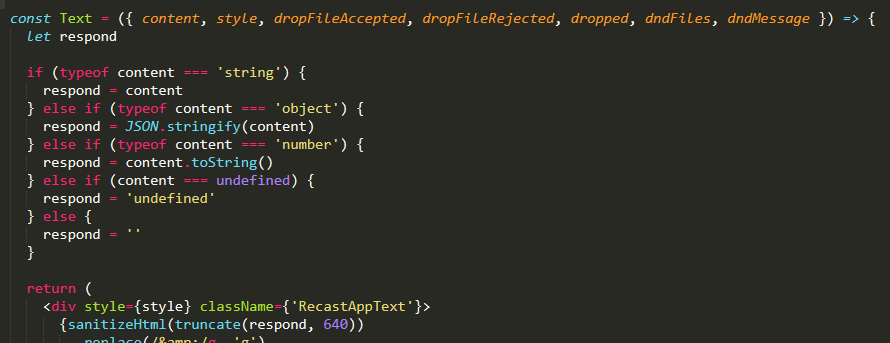 const Text = ({ content, style, dropFileAccepted, dropFileRejected, dropped, dndFiles, dndMessage }) => {
let respond
if (typeof content === 'string') {
respond = content
} else if (typeof content === 'object') {
respond = JSON.stringify(content)
} else if (typeof content === 'number') {
respond = content.toString()
} else if (content === undefined) {
respond = 'undefined'
} else {
respond = ''
}
return (
<div style={style} className={'RecastAppText'}>
{sanitizeHtml(truncate(respond, 640))
.replace(/&amp;/g, 'g')